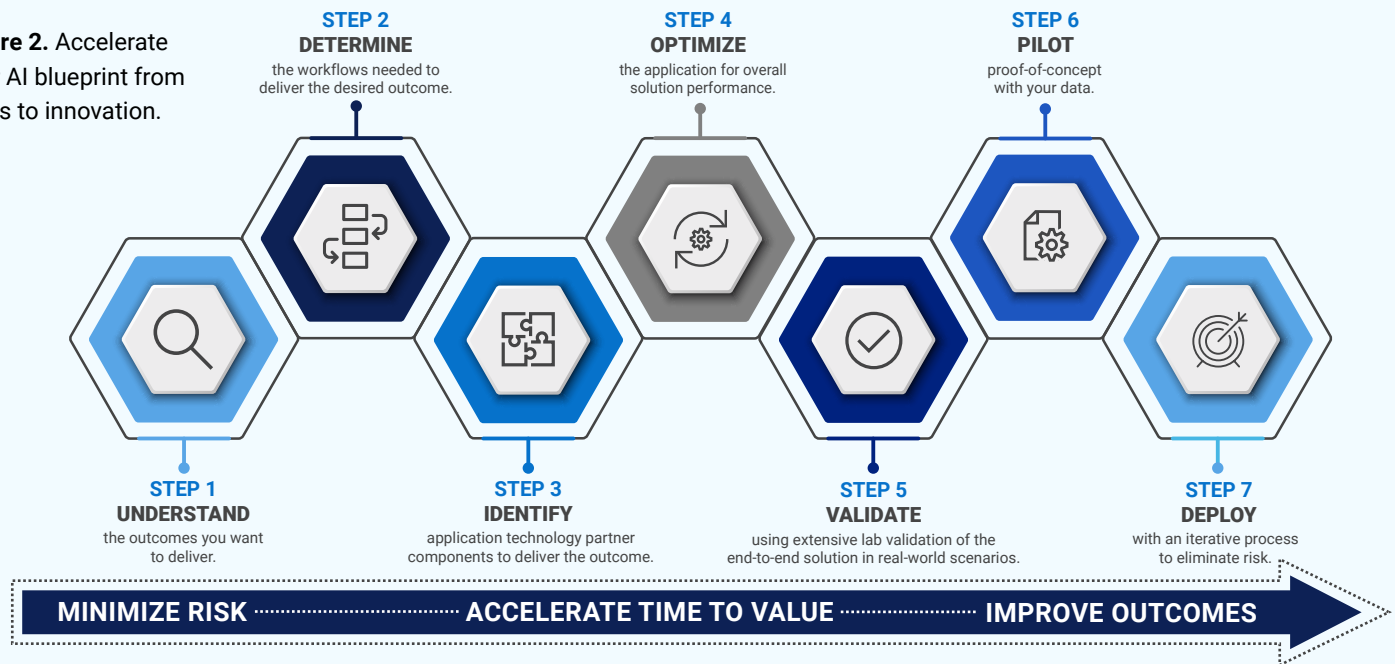 re 2. Accelerate
AI blueprint from
s to innovation.
STEP 2
DETERMINE
the workflows needed to
deliver the desired outcome.
STEP 4
OPTIMIZE
the application for overall
solution performance.
STEP 6
PILOT
proof-of-concept
with your data.
STEP 1
UNDERSTAND
the outcomes you want
to deliver.
STEP 3
IDENTIFY
application technology partner
components to deliver the outcome.
STEP 5
VALIDATE
using extensive lab validation of the
end-to-end solution in real-world scenarios.
STEP 7
DEPLOY
with an iterative process
to eliminate risk.
MINIMIZE RISK ACCELERATE TIME TO VALUE IMPROVE OUTCOMES